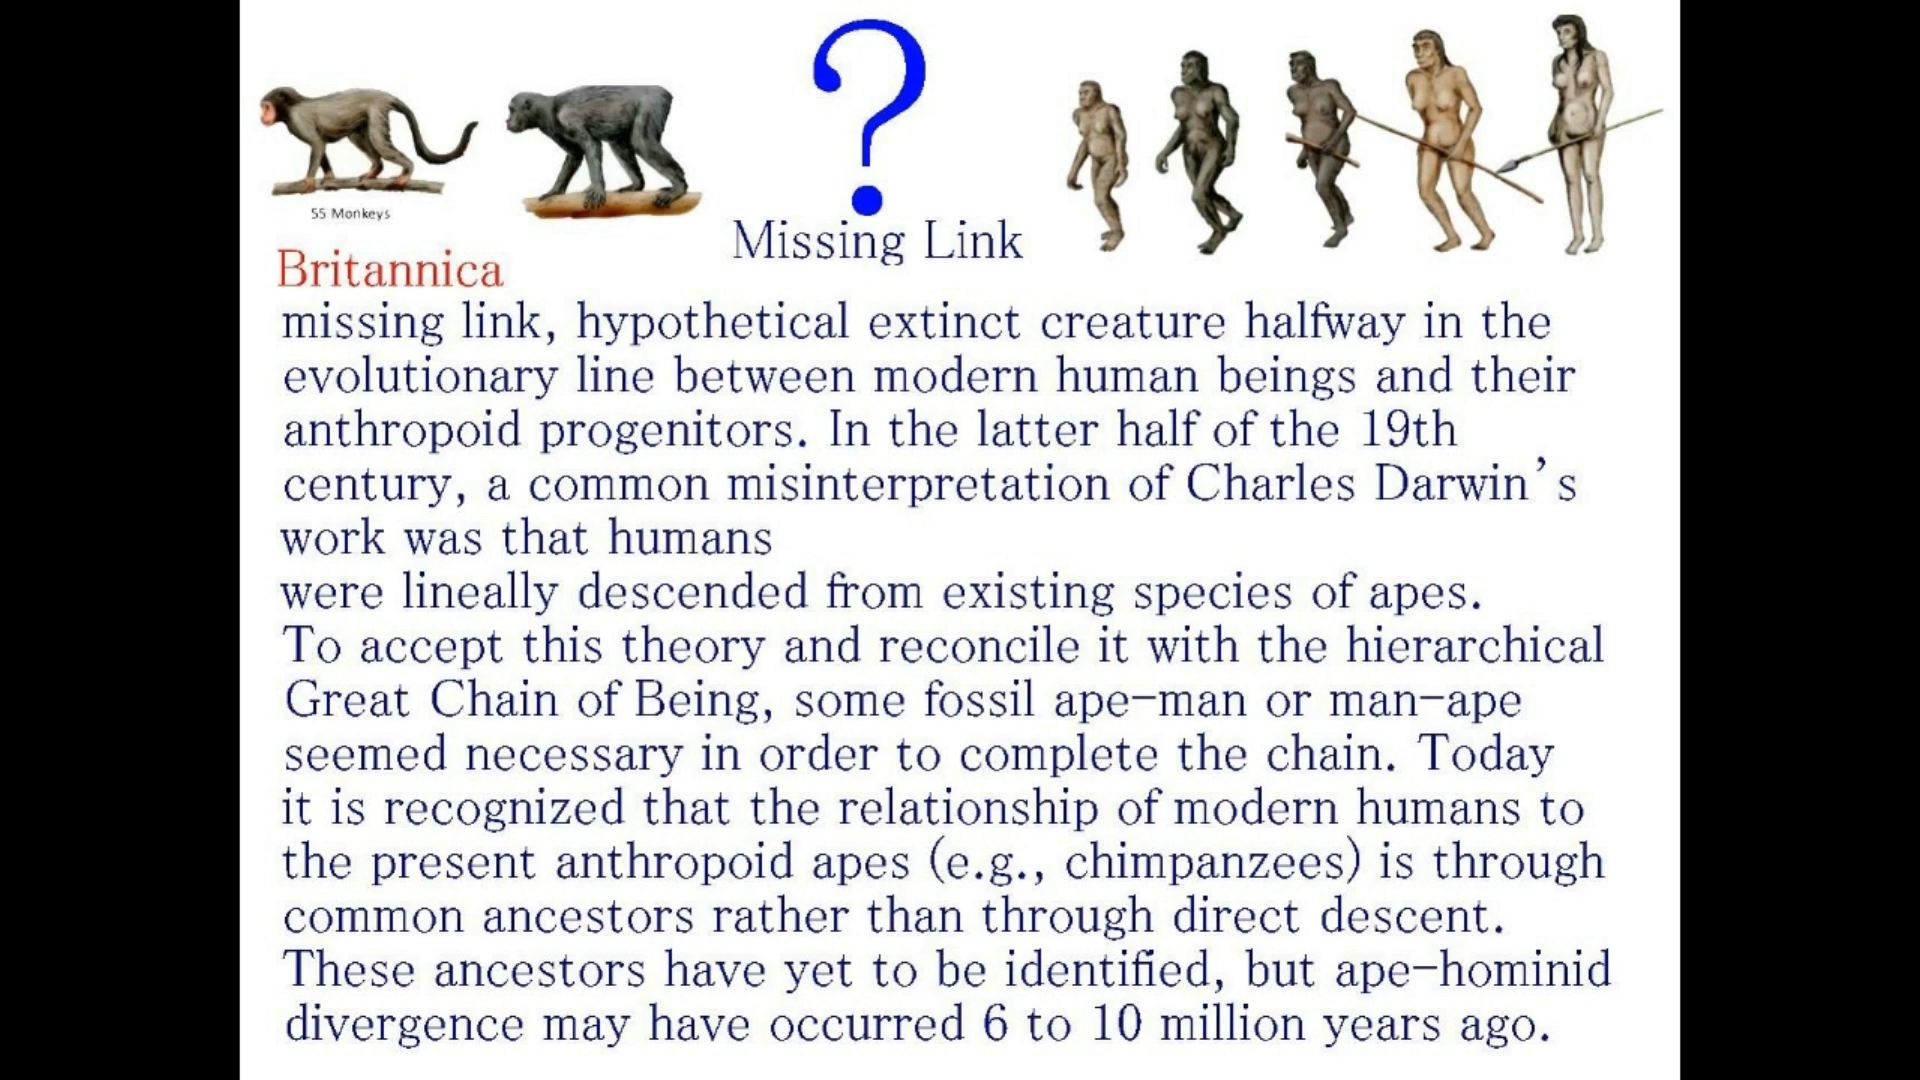 ?
55 Monkeys
Missing Link
Britannica
missing link, hypothetical extinct creature halfway in the
evolutionary line between modern human beings and their
anthropoid progenitors. In the latter half of the 19th
century, a common misinterpretation of Charles Darwin’s
work was that humans
were lineally descended from existing species of apes.
To accept this theory and reconcile it with the hierarchical
Great Chain of Being, some fossil ape-man or man-ape
seemed necessary in order to complete the chain. Today
it is recognized that the relationship of modern humans to
the present anthropoid apes (e.g., chimpanzees) is through
common ancestors rather than through direct descent.
These ancestors have yet to be identified, but ape-hominid
divergence may have occurred 6 to 10 million years ago.